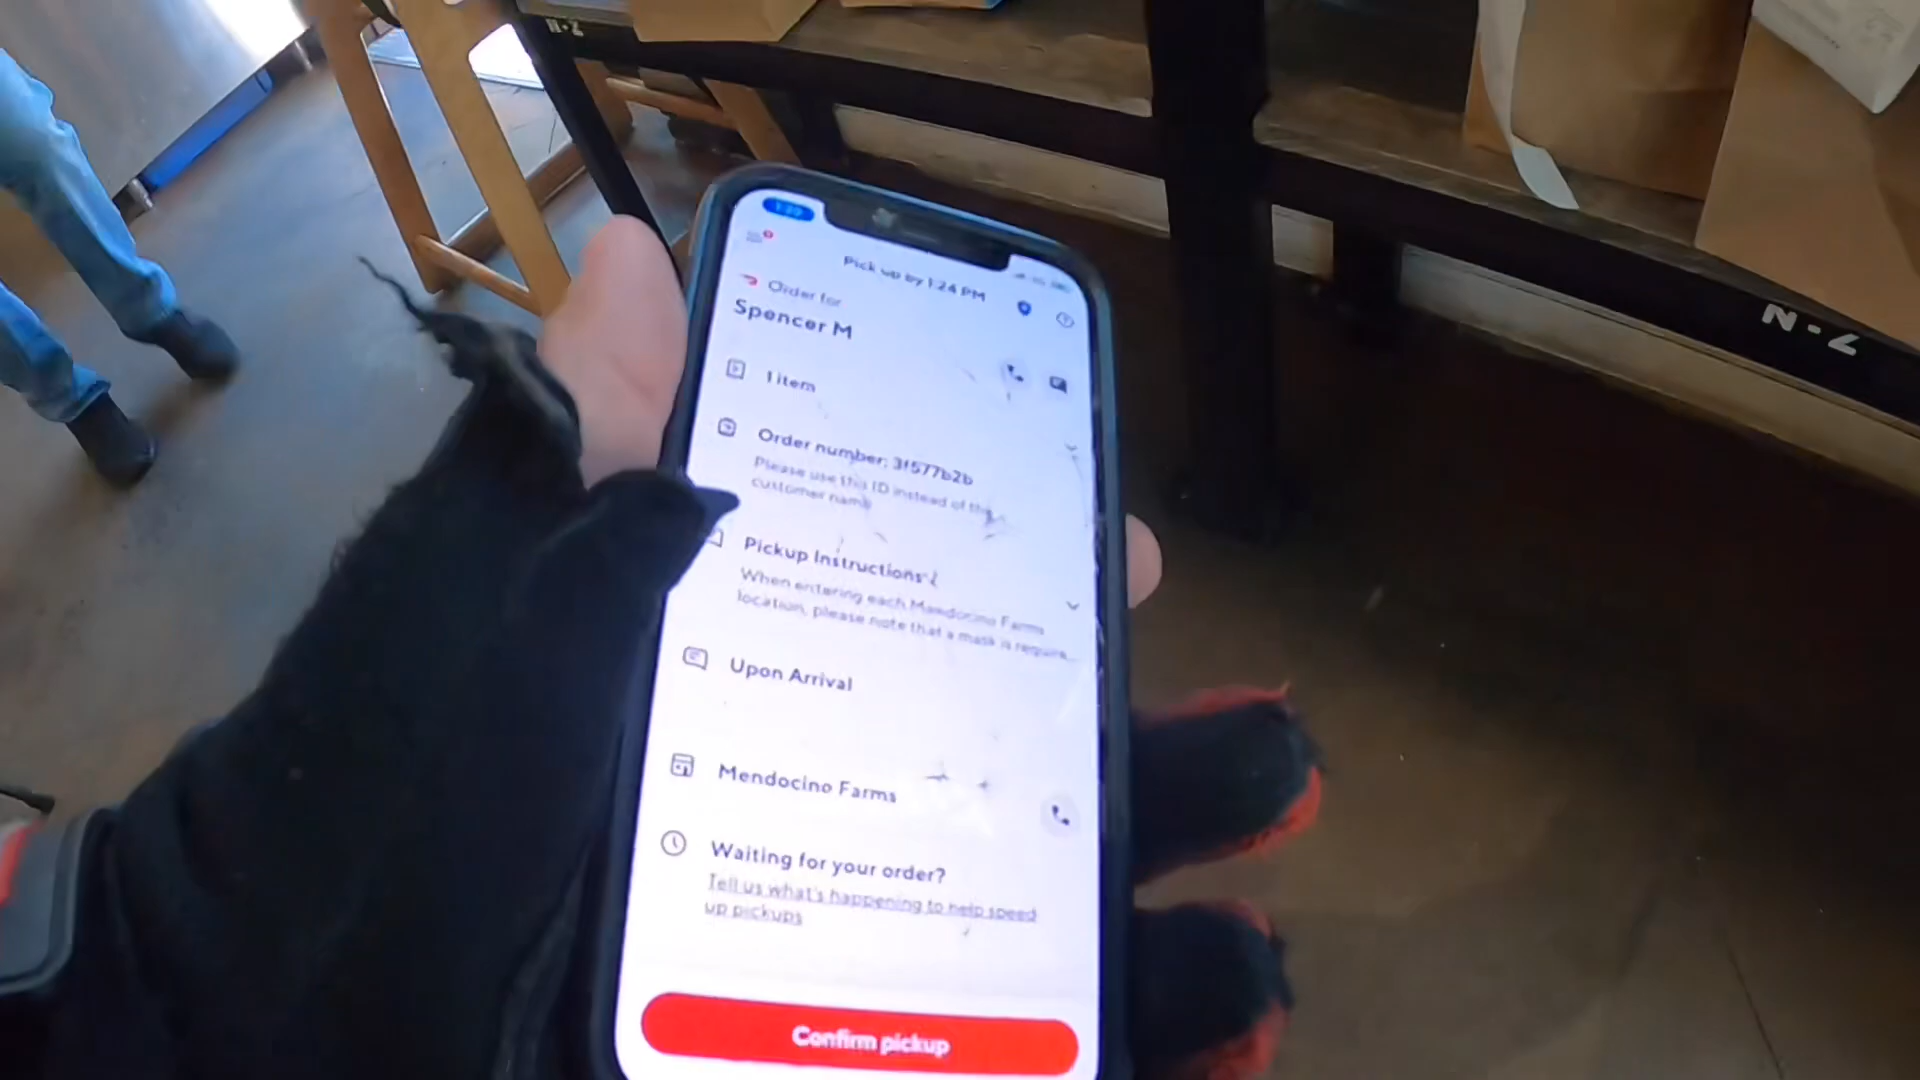 N-Z
Pick up by 1:24 PM
Order for
Spencer M
1 item
Order number: 3f577b2b
Please use this ID instead of the
customer name
Pickup Instructions
When entering each Mendocino Farms
location, please note that a mask is require...
Upon Arrival
Mendocino Farms
Waiting for your order?
Tell us what's happening to help speed
up pickups
Confirm pickup
N-Z